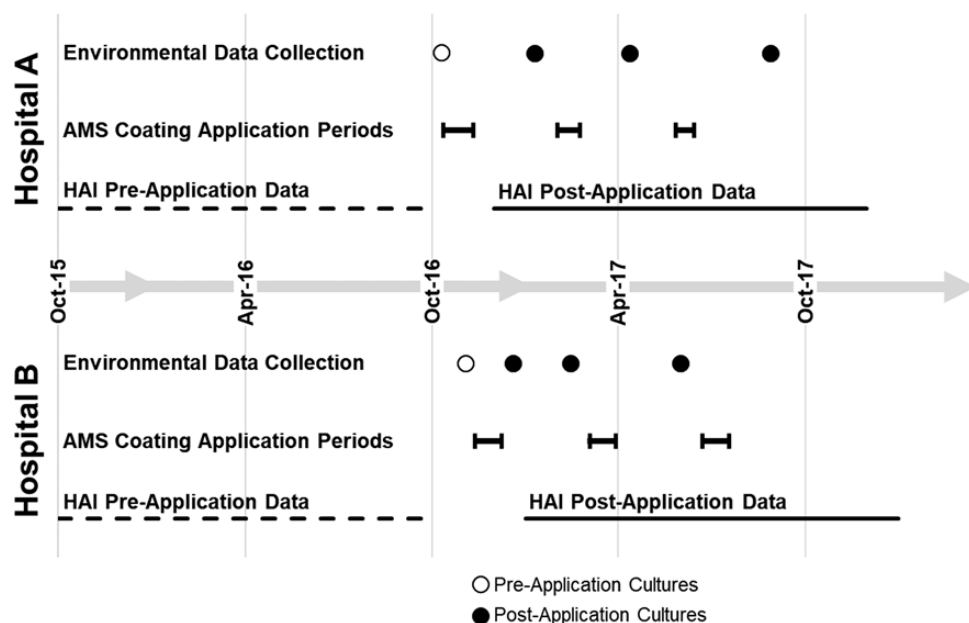 Hospital A
Environmental Data Collection
AMS Coating Application Periods
HAI Pre-Application Data
HAI Post-Application Data
Oct-15
Apr-16
Oct-16
Apr-17
Oct-17
Hospital B
Environmental Data Collection
AMS Coating Application Periods
HAI Pre-Application Data
HAI Post-Application Data
Pre-Application Cultures
Post-Application Cultures